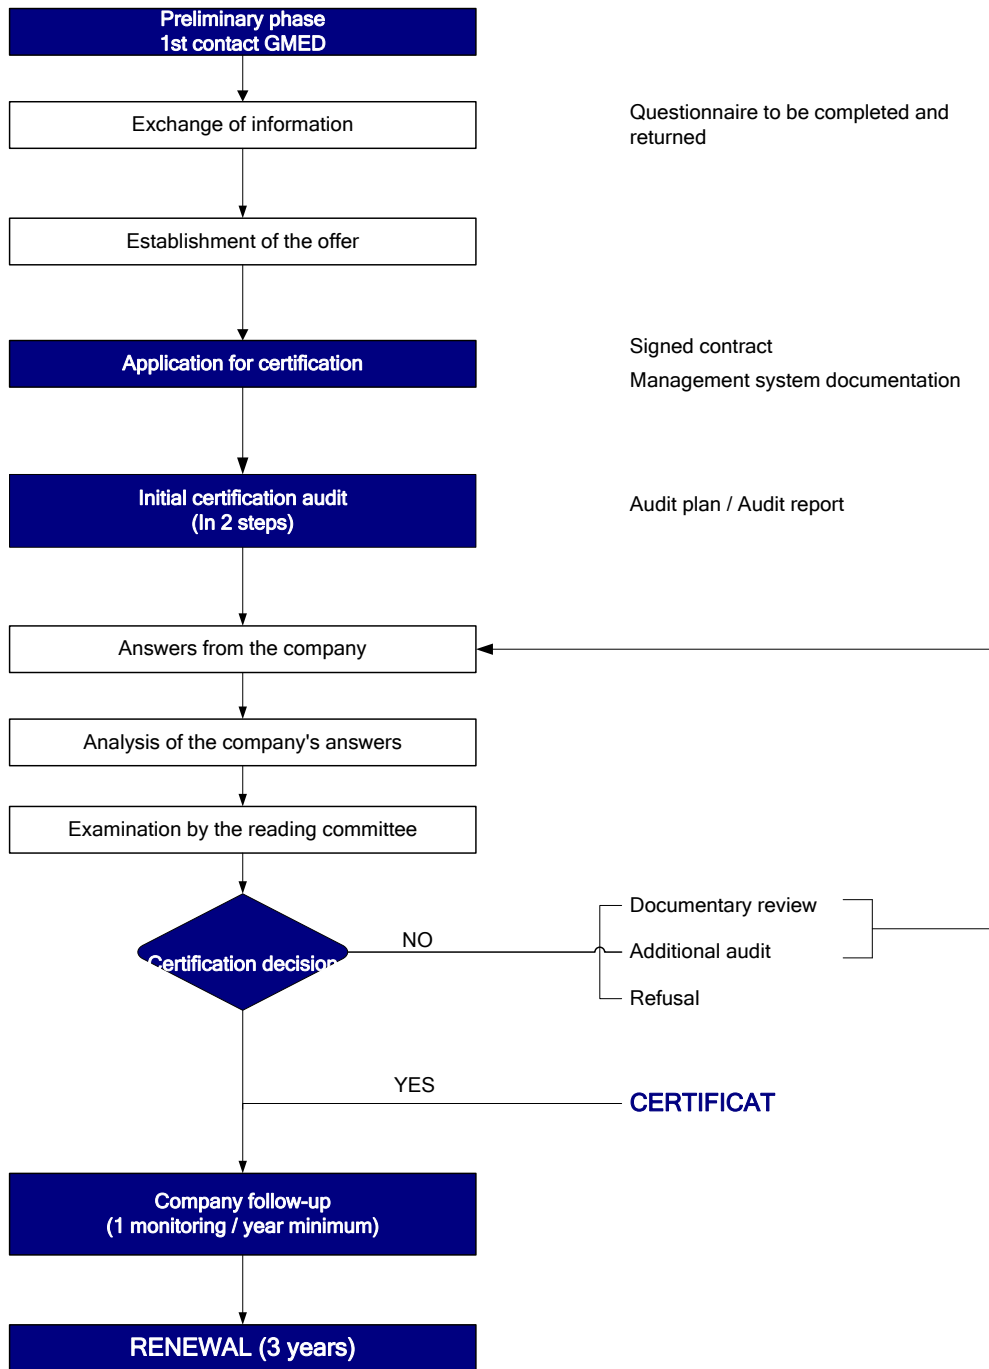 Preliminary phase
1st contact GMED
Exchange of information
Questionnaire to be completed and
returned
Establishment of the offer
Application for certification
Signed contract
Management system documentation
Initial certification audit
(In 2 steps)
Audit plan / Audit report
Answers from the company
Analysis of the company's answers
Examination by the reading committee
Certification decision
NO
Documentary review
Additional audit
Refusal
YES
CERTIFICAT
Company follow-up
(1 monitoring / year minimum)
RENEWAL (3 years)